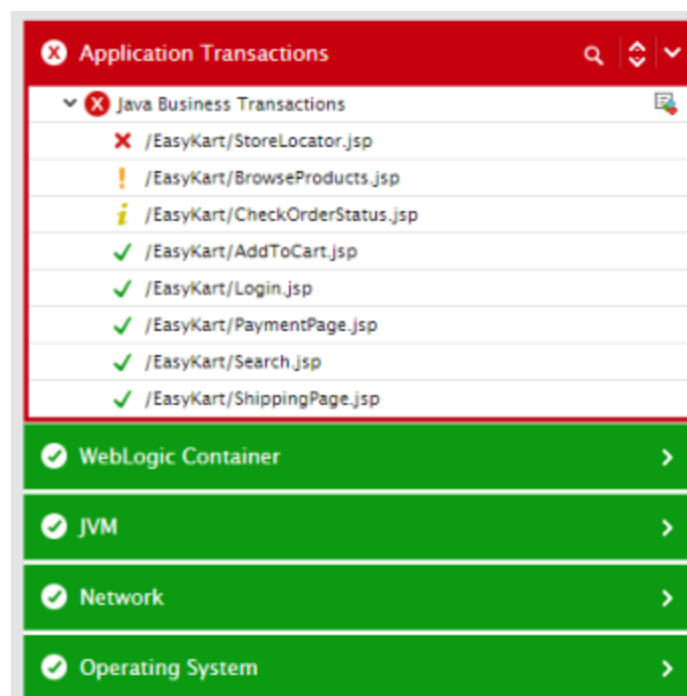 Application Transactions
Java Business Transactions
/EasyKart/StoreLocator.jsp
/EasyKart/BrowseProducts.jsp
/EasyKart/CheckOrderStatus.jsp
/EasyKart/AddToCart.jsp
/EasyKart/Login.jsp
/EasyKart/PaymentPage.jsp
/EasyKart/Search.jsp
/EasyKart/ShippingPage.jsp
WebLogic Container
JVM
Network
Operating System